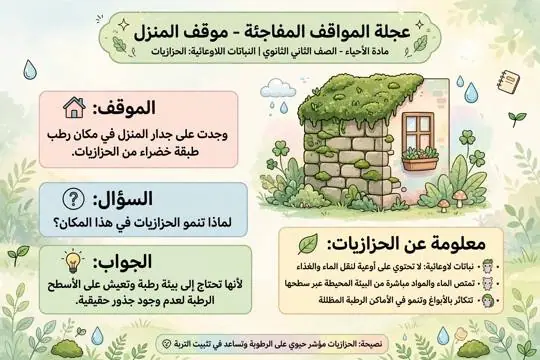 عجلة المواقف المفاجئة - موقف المنزل
مادة الأحياء - الصف الثاني الثانوي | النباتات اللاوعائية: الحزازيات
الموقف:
وجدت على جدار المنزل في مكان رطب
طبقة خضراء من الحزازيات.
السؤال:
لماذا تنمو الحزازيات في هذا المكان؟
الجواب:
لأنها تحتاج إلى بيئة رطبة وتعيش على الأسطح
الرطبة لعدم وجود جذور حقيقية.
معلومة عن الحزازيات:
• نباتات لاوعائية: لا تحتوي على أوعية لنقل الماء والغذاء
• تمتص الماء والمواد مباشرة من البيئة المحيطة عبر سطحها
• تتكاثر بالأبواغ وتنمو في الأماكن الرطبة المظللة
نصيحة: الحزازيات مؤشر حيوي على الرطوبة وتساعد في تثبيت التربة